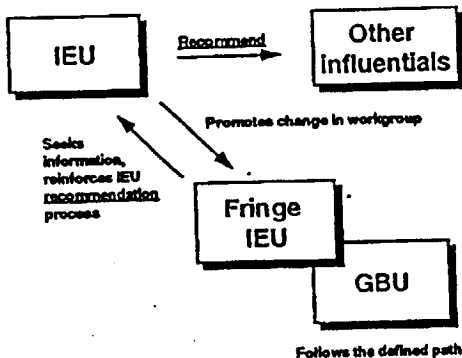 IEU
Recommend
Other
influentials
Promotes change in workgroup
Seeks
information,
reinforces IEU
recommendation
process
Fringe
IEU
GBU
Follows the defined path